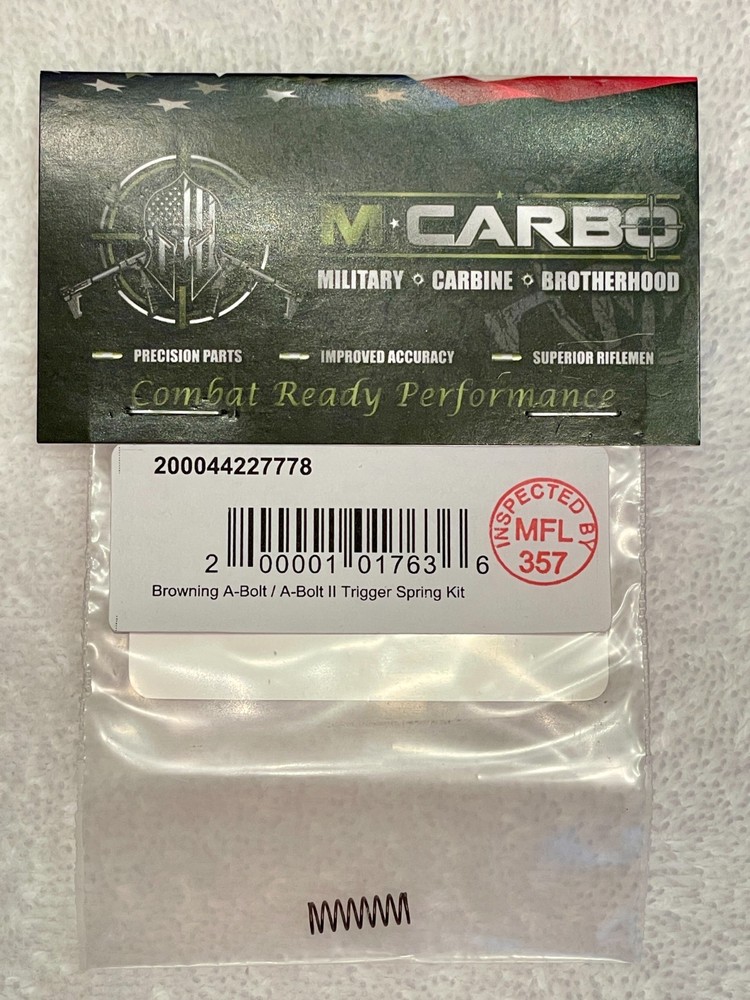 M★CARBO
MILITARY CARBINE BROTHERHOOD
PRECISION PARTS IMPROVED ACCURACY SUPERIOR RIFLEMEN
Combat Ready Performance
200044227778
2 00001 01763 6
Browning A-Bolt / A-Bolt II Trigger Spring Kit
INSPECTED BY
MFL
357